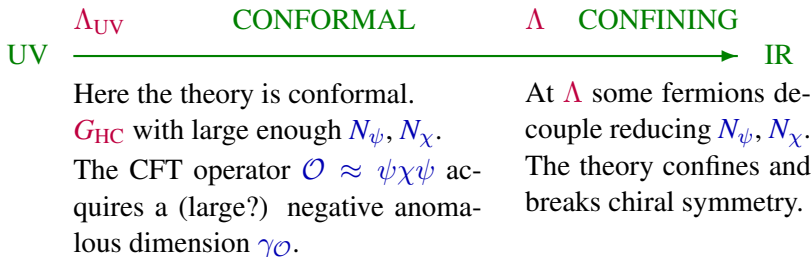 Λ_UV CONFORMAL Λ CONFINING
UV IR
Here the theory is conformal.
G_HC with large enough N_ψ, N_χ.
The CFT operator 𝒪 ≈ ψχψ ac-
quires a (large?) negative anoma-
lous dimension γ_𝒪.
At Λ some fermions de-
couple reducing N_ψ, N_χ.
The theory confines and
breaks chiral symmetry.